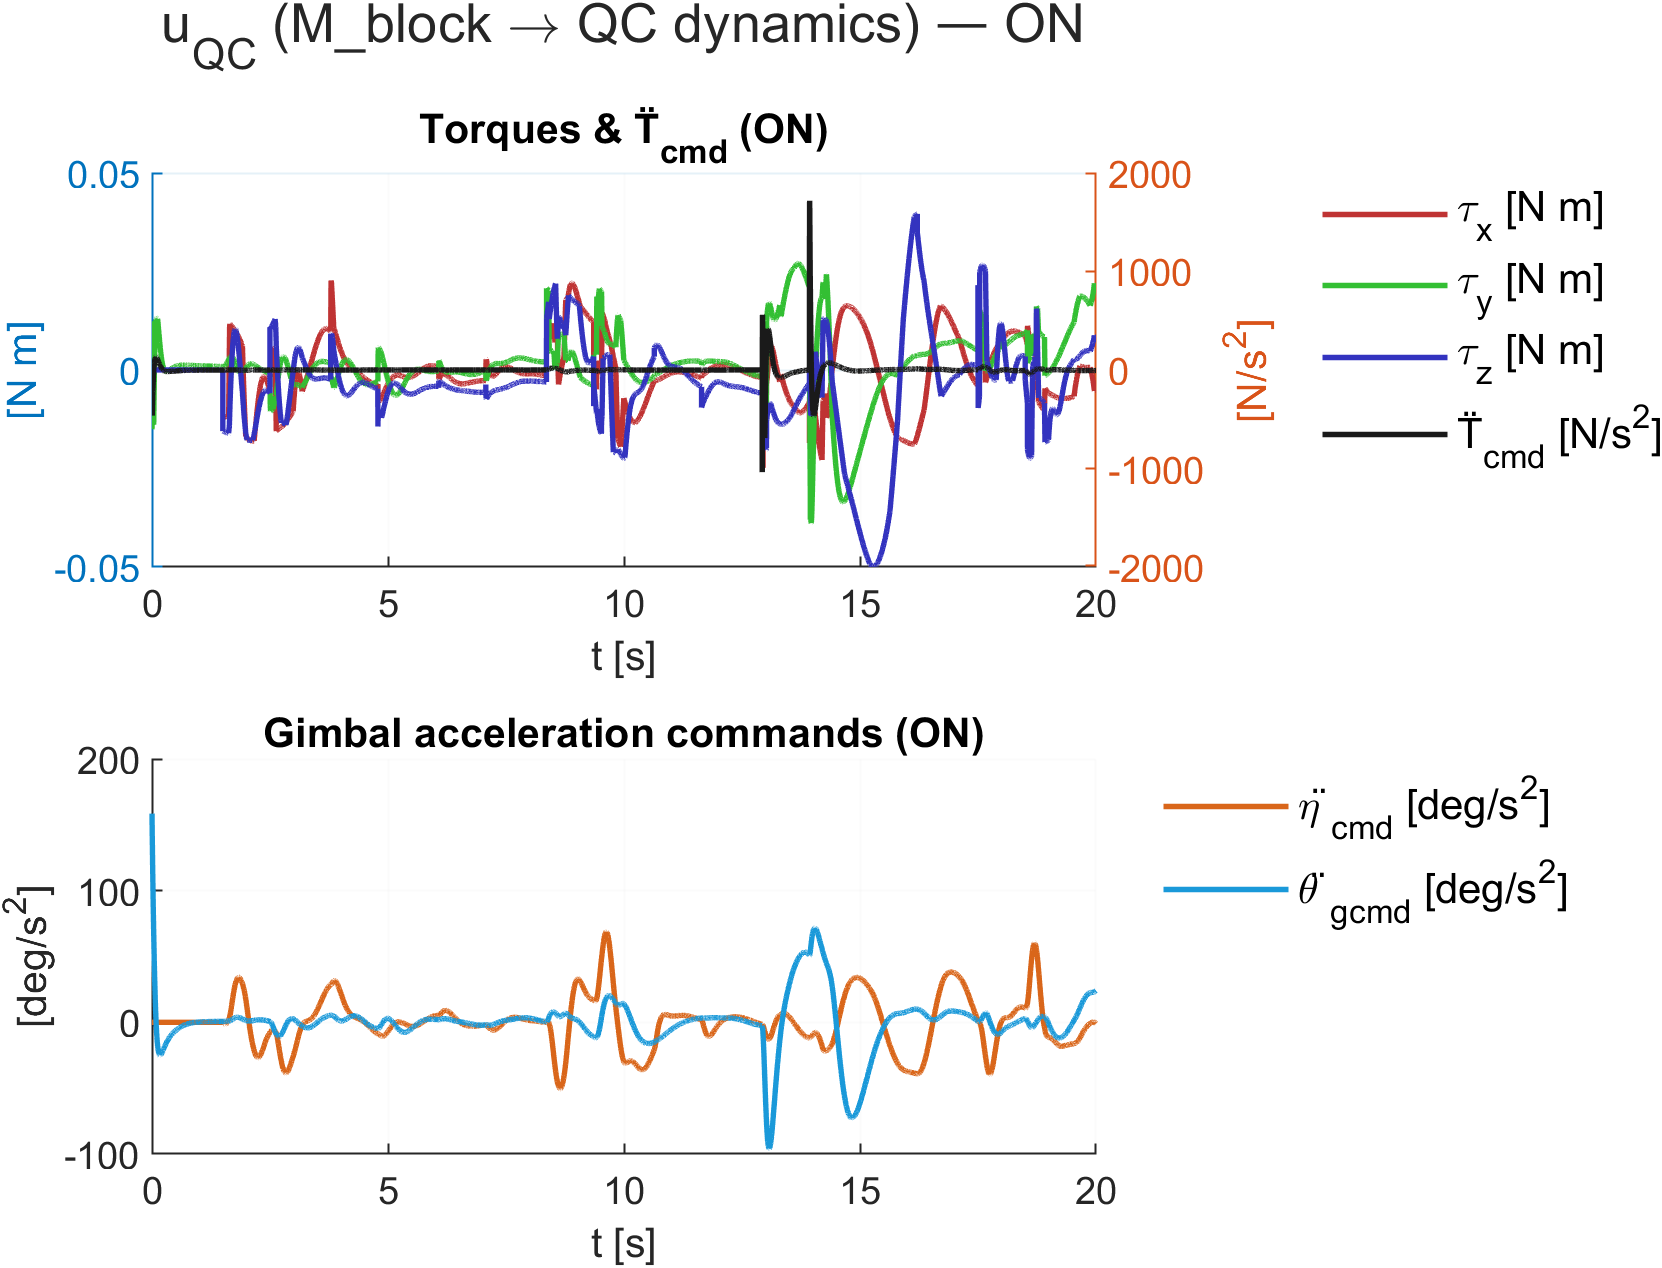 u_QC (M_block → QC dynamics) — ON
Torques & T̈_cmd (ON)
0.05
0
-0.05
[N m]
2000
1000
0
-1000
-2000
[N/s²]
0 5 10 15 20
t [s]
τ_x [N m]
τ_y [N m]
τ_z [N m]
T̈_cmd [N/s²]
Gimbal acceleration commands (ON)
200
100
0
-100
[deg/s²]
0 5 10 15 20
t [s]
η̈_cmd [deg/s²]
θ̈_gcmd [deg/s²]